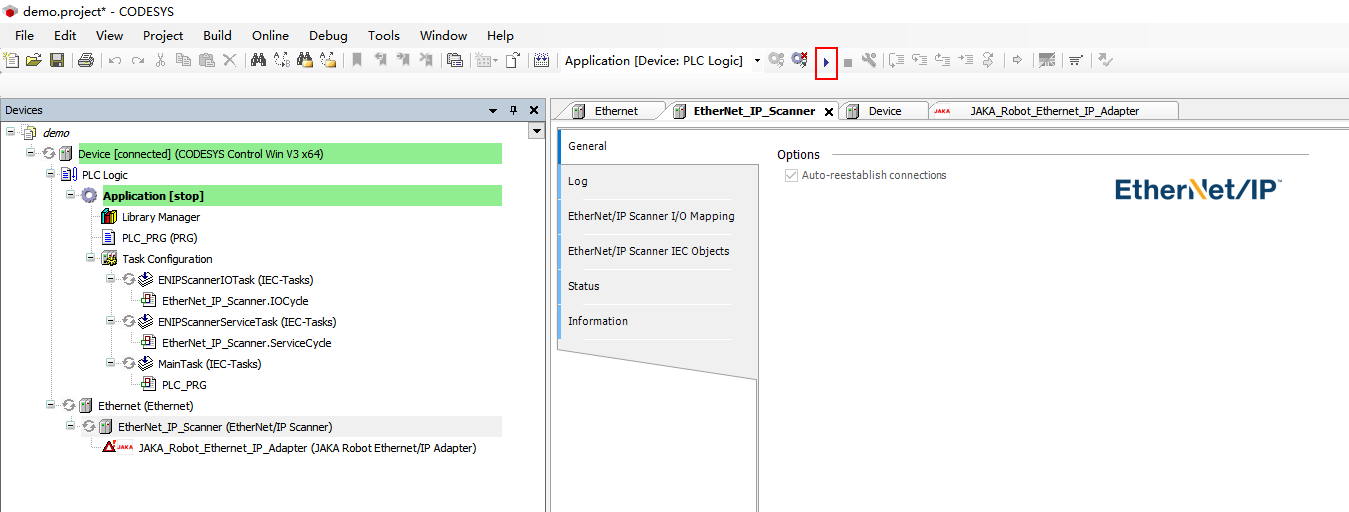 demo.project* - CODESYS
File Edit View Project Build Online Debug Tools Window Help
Application [Device: PLC Logic]
Devices
demo
Device [connected] (CODESYS Control Win V3 x64)
PLC Logic
Application [stop]
Library Manager
PLC_PRG (PRG)
Task Configuration
ENIPScannerIOTask (IEC-Tasks)
EtherNet_IP_Scanner.IOCycle
ENIPScannerServiceTask (IEC-Tasks)
EtherNet_IP_Scanner.ServiceCycle
MainTask (IEC-Tasks)
PLC_PRG
Ethernet (Ethernet)
EtherNet_IP_Scanner (EtherNet/IP Scanner)
JAKA JAKA_Robot_Ethernet_IP_Adapter (JAKA Robot Ethernet/IP Adapter)
Ethernet EtherNet_IP_Scanner Device JAKA JAKA_Robot_Ethernet_IP_Adapter
General
Log
EtherNet/IP Scanner I/O Mapping
EtherNet/IP Scanner IEC Objects
Status
Information
Options
Auto-reestablish connections
EtherNet/IP™